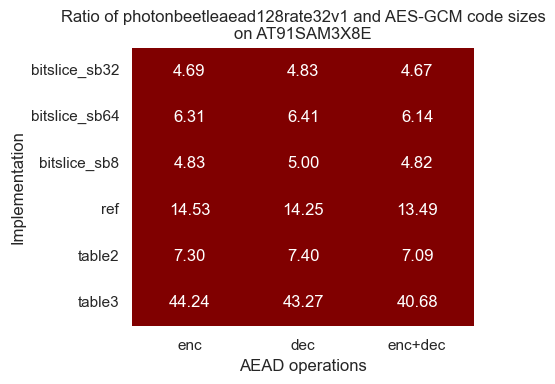 Ratio of photonbeetleaead128rate32v1 and AES-GCM code sizes
on AT91SAM3X8E
Implementation
bitslice_sb32 4.69 4.83 4.67
bitslice_sb64 6.31 6.41 6.14
bitslice_sb8 4.83 5.00 4.82
ref 14.53 14.25 13.49
table2 7.30 7.40 7.09
table3 44.24 43.27 40.68
enc dec enc+dec
AEAD operations